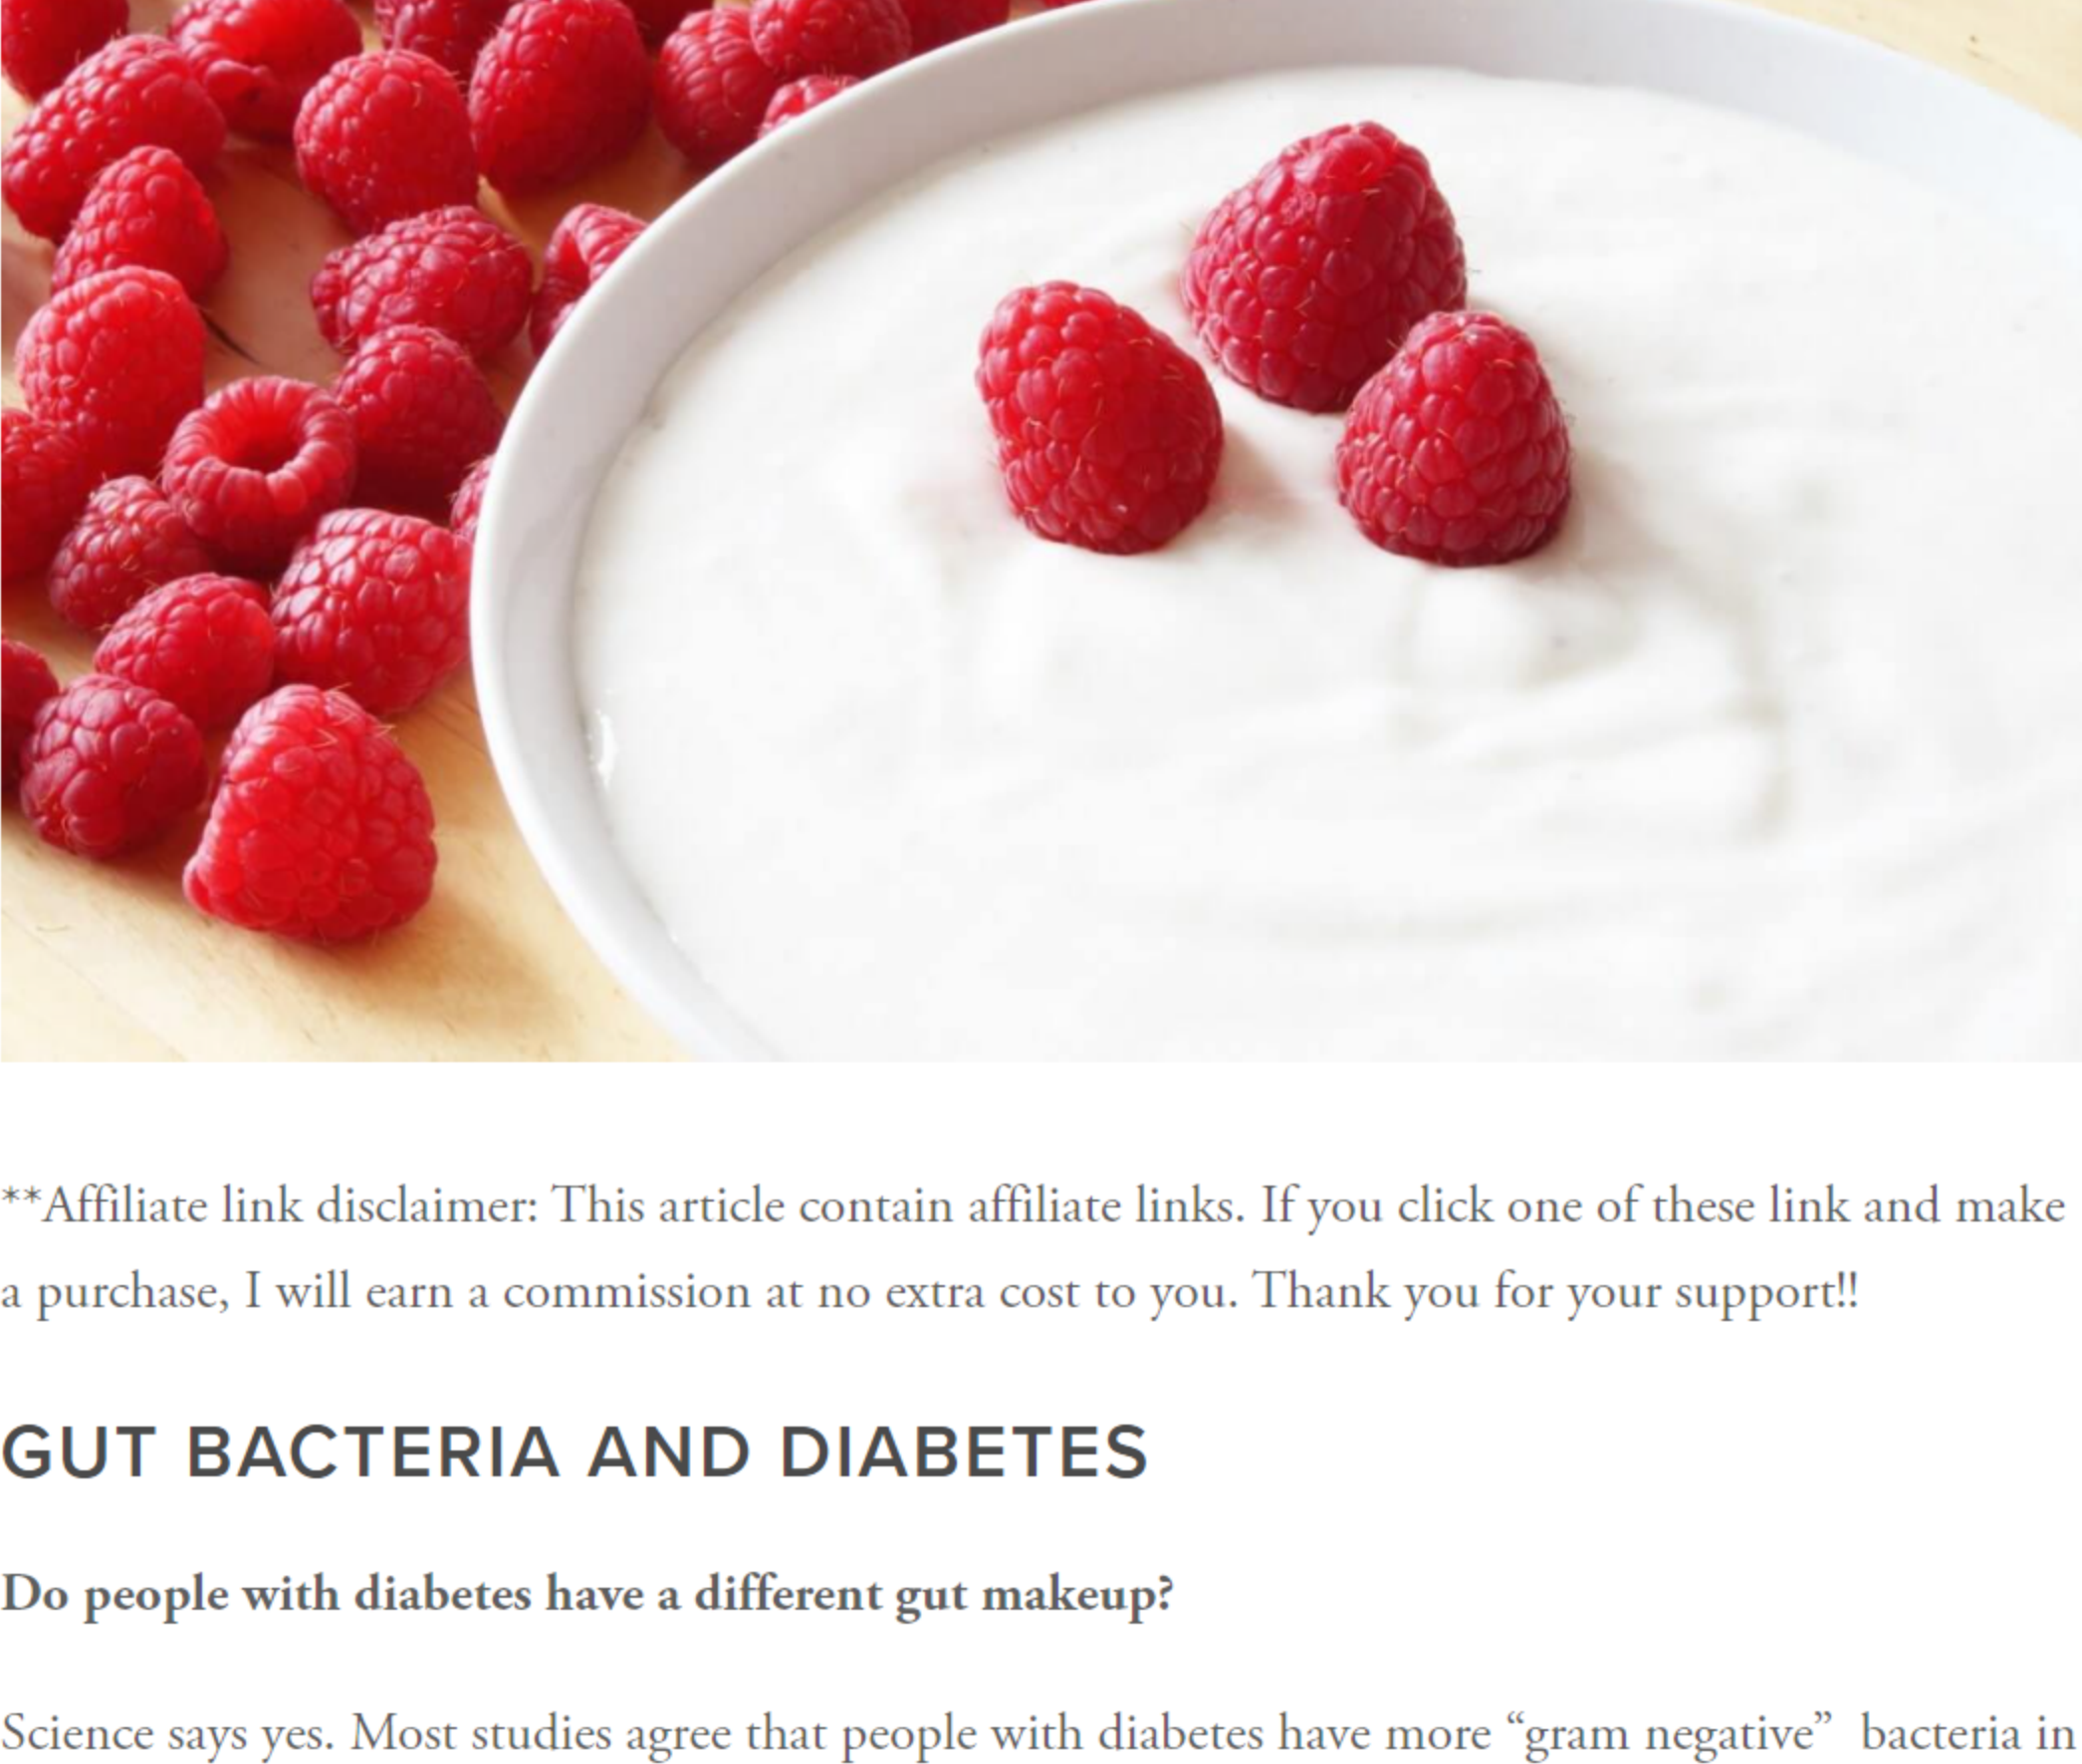 **Affiliate link disclaimer: This article contain affiliate links. If you click one of these link and make
a purchase, I will earn a commission at no extra cost to you. Thank you for your support!!
GUT BACTERIA AND DIABETES
Do people with diabetes have a different gut makeup?
Science says yes. Most studies agree that people with diabetes have more “gram negative”  bacteria in